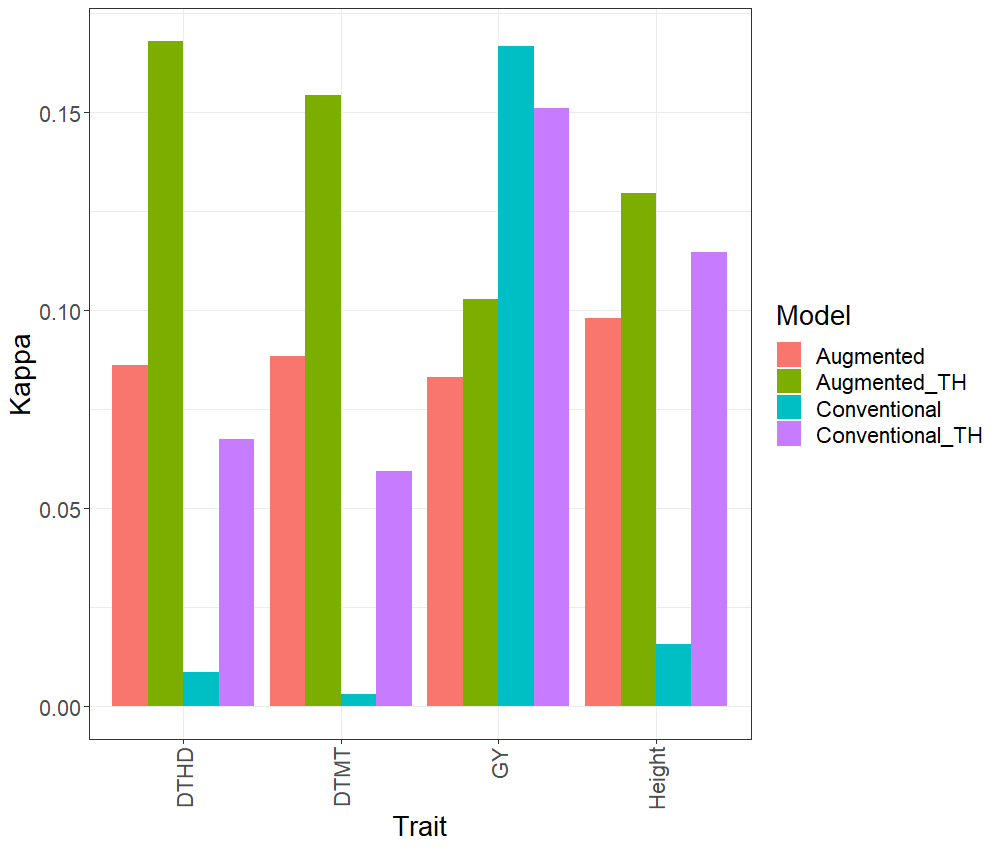 Kappa
0.15
0.10
0.05
0.00
DTHD
DTMT
GY
Height
Trait
Model
Augmented
Augmented_TH
Conventional
Conventional_TH